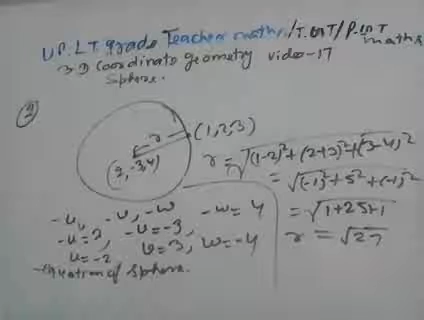 U.P.L.T. grade Teacher maths/T.GT/P.GT
maths
3-D Coordinate geometry video-17
Sphere.
②
r
(1,2,3)
(2,-3,4)
r = √(1-2)²+(2+3)²+(3-4)²
= √(-1)²+5²+(-1)²
= √1+25+1
r = √27
-u, -v, -w
-u=2, -v=-3, -w=4
u=-2 v=3, w=-4
Equation of Sphere.